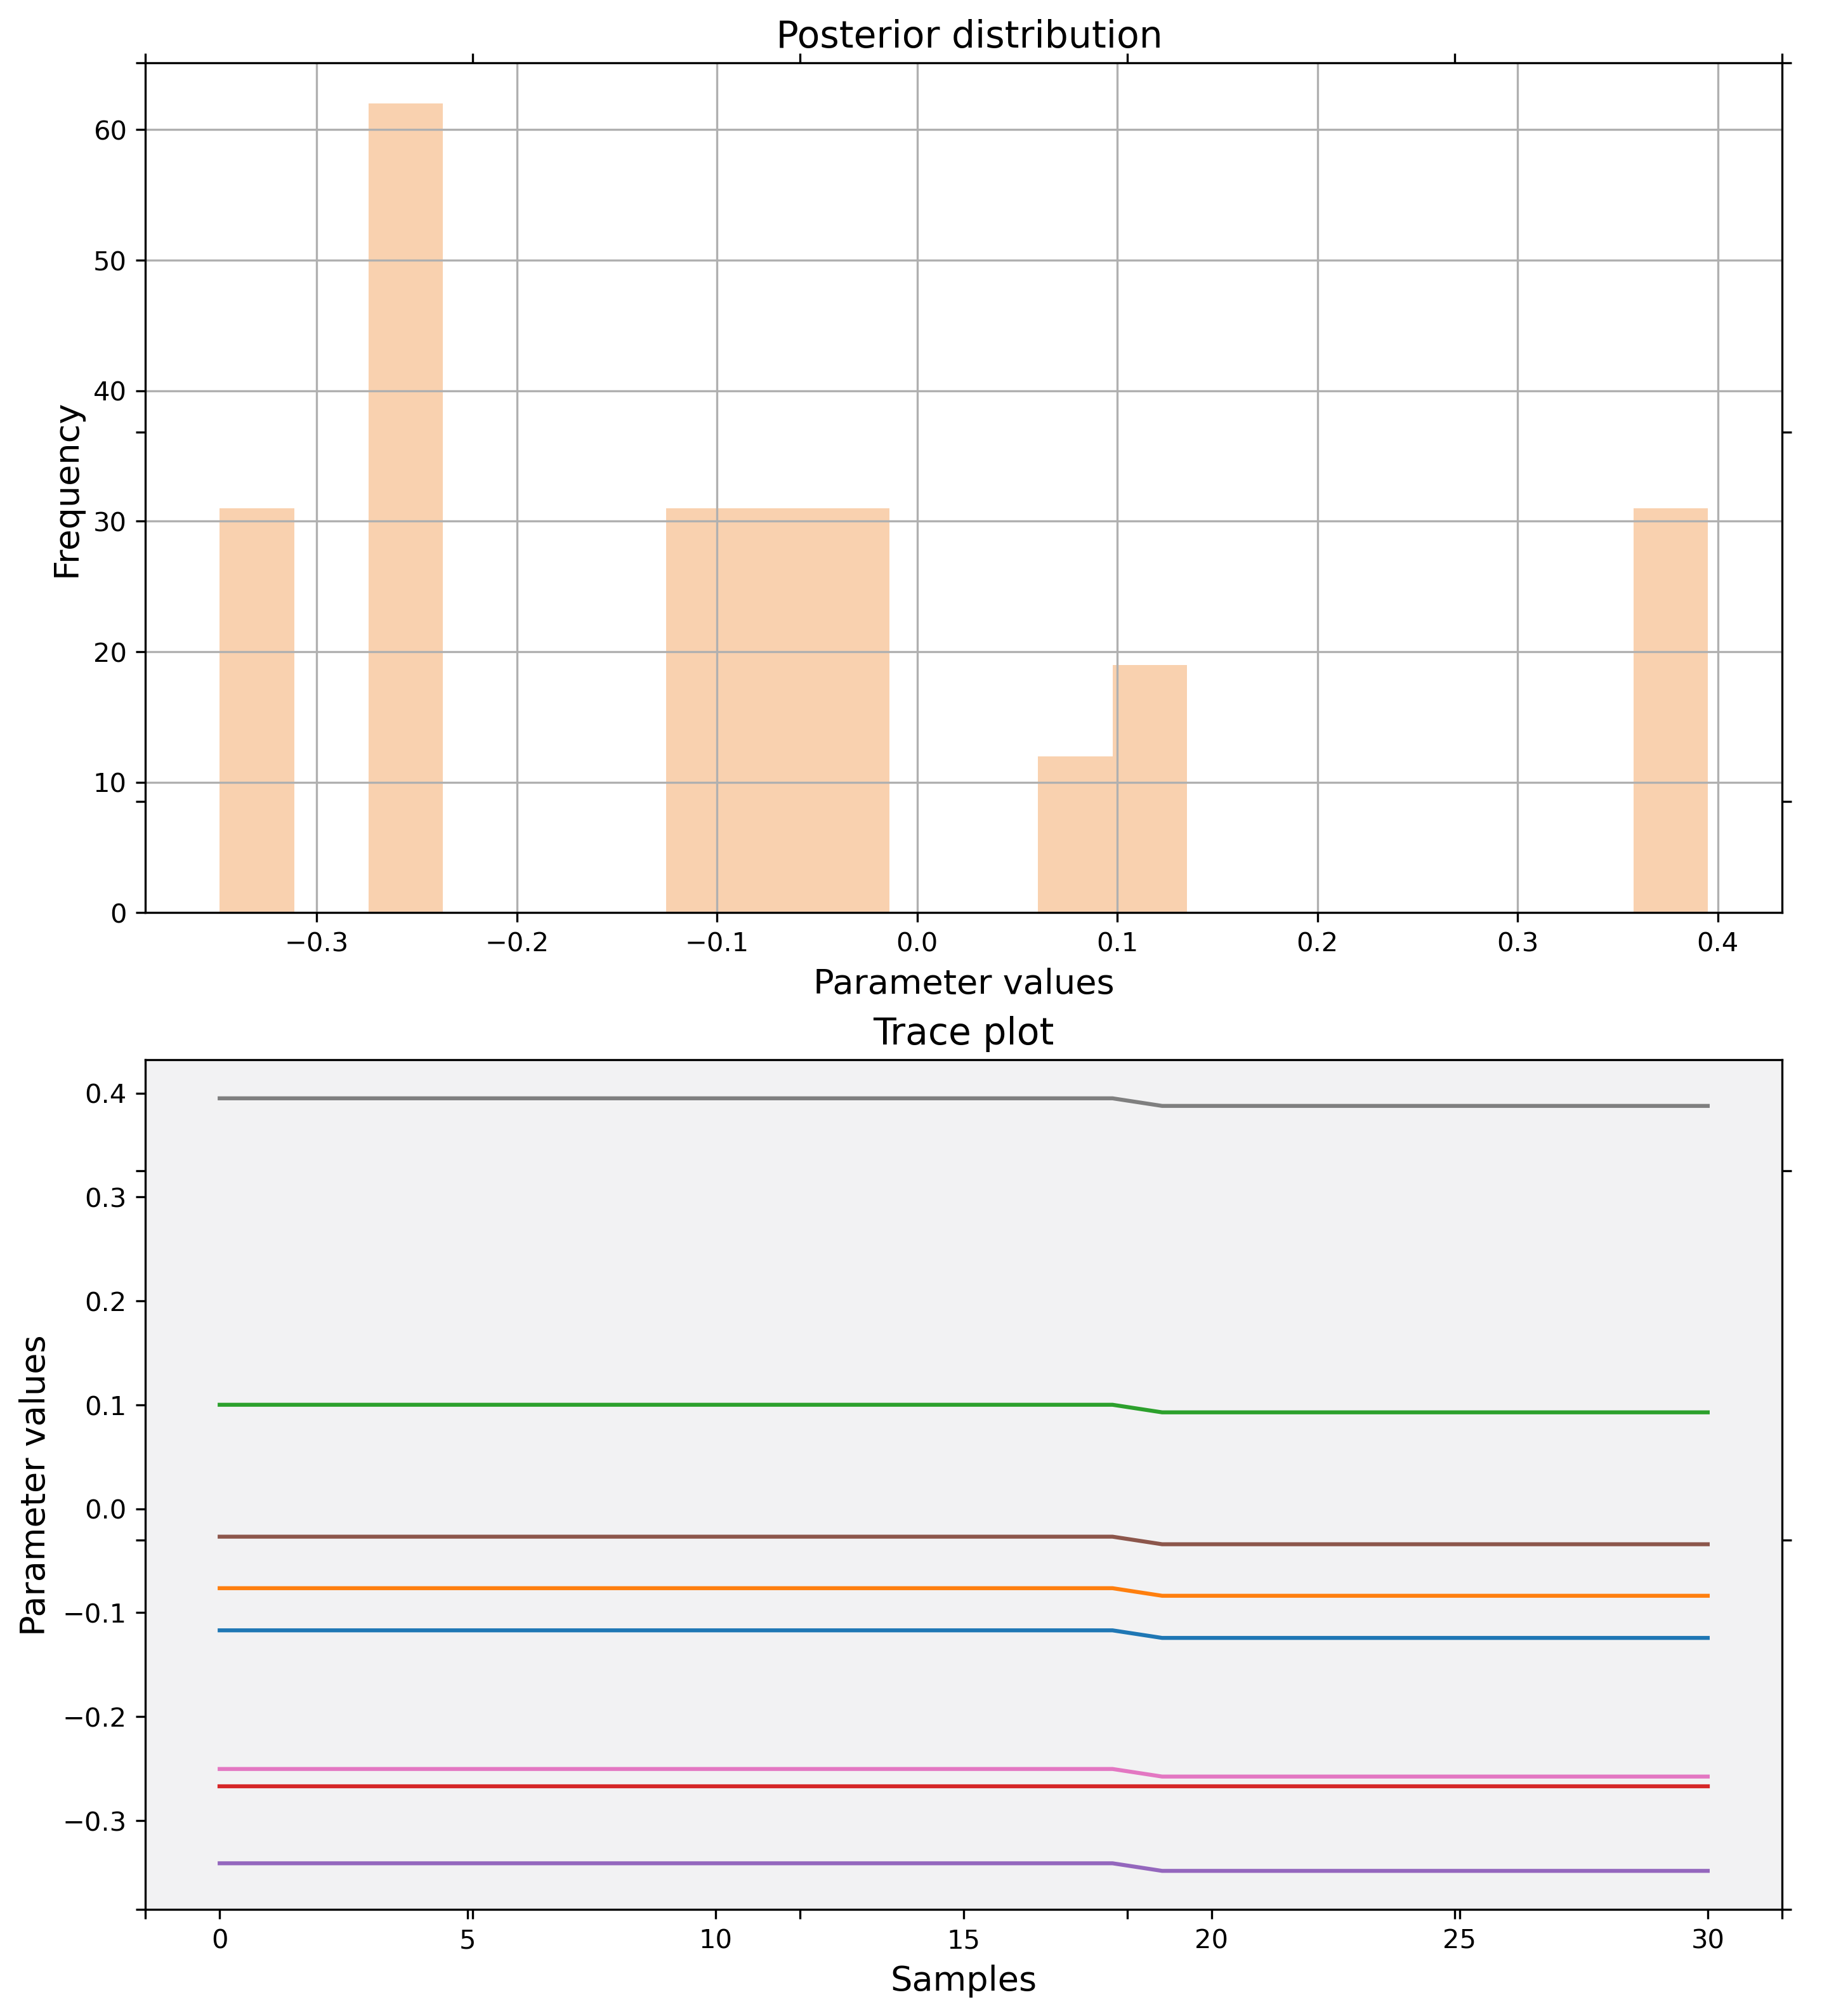 Posterior distribution
60
50
40
30
20
10
0
Frequency
−0.3 −0.2 −0.1 0.0 0.1 0.2 0.3 0.4
Parameter values
Trace plot
0.4
0.3
0.2
0.1
0.0
−0.1
−0.2
−0.3
Parameter values
0 5 10 15 20 25 30
Samples